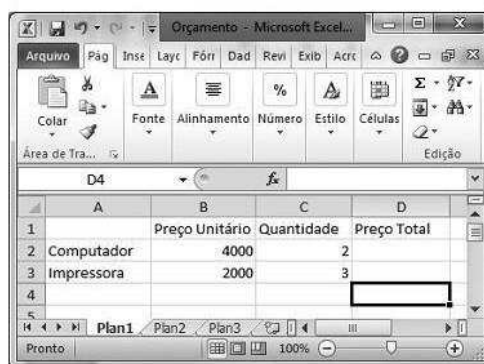 Orçamento - Microsoft Excel...
Arquivo Pág Inse Layc Fórr Dad Revi Exib Acrc
Colar Fonte Alinhamento Número Estilo Células
Área de Tra... Edição
D4 fx
A B C D
1 Preço Unitário Quantidade Preço Total
2 Computador 4000 2
3 Impressora 2000 3
4
5
Plan1 Plan2 Plan3
Pronto 100%